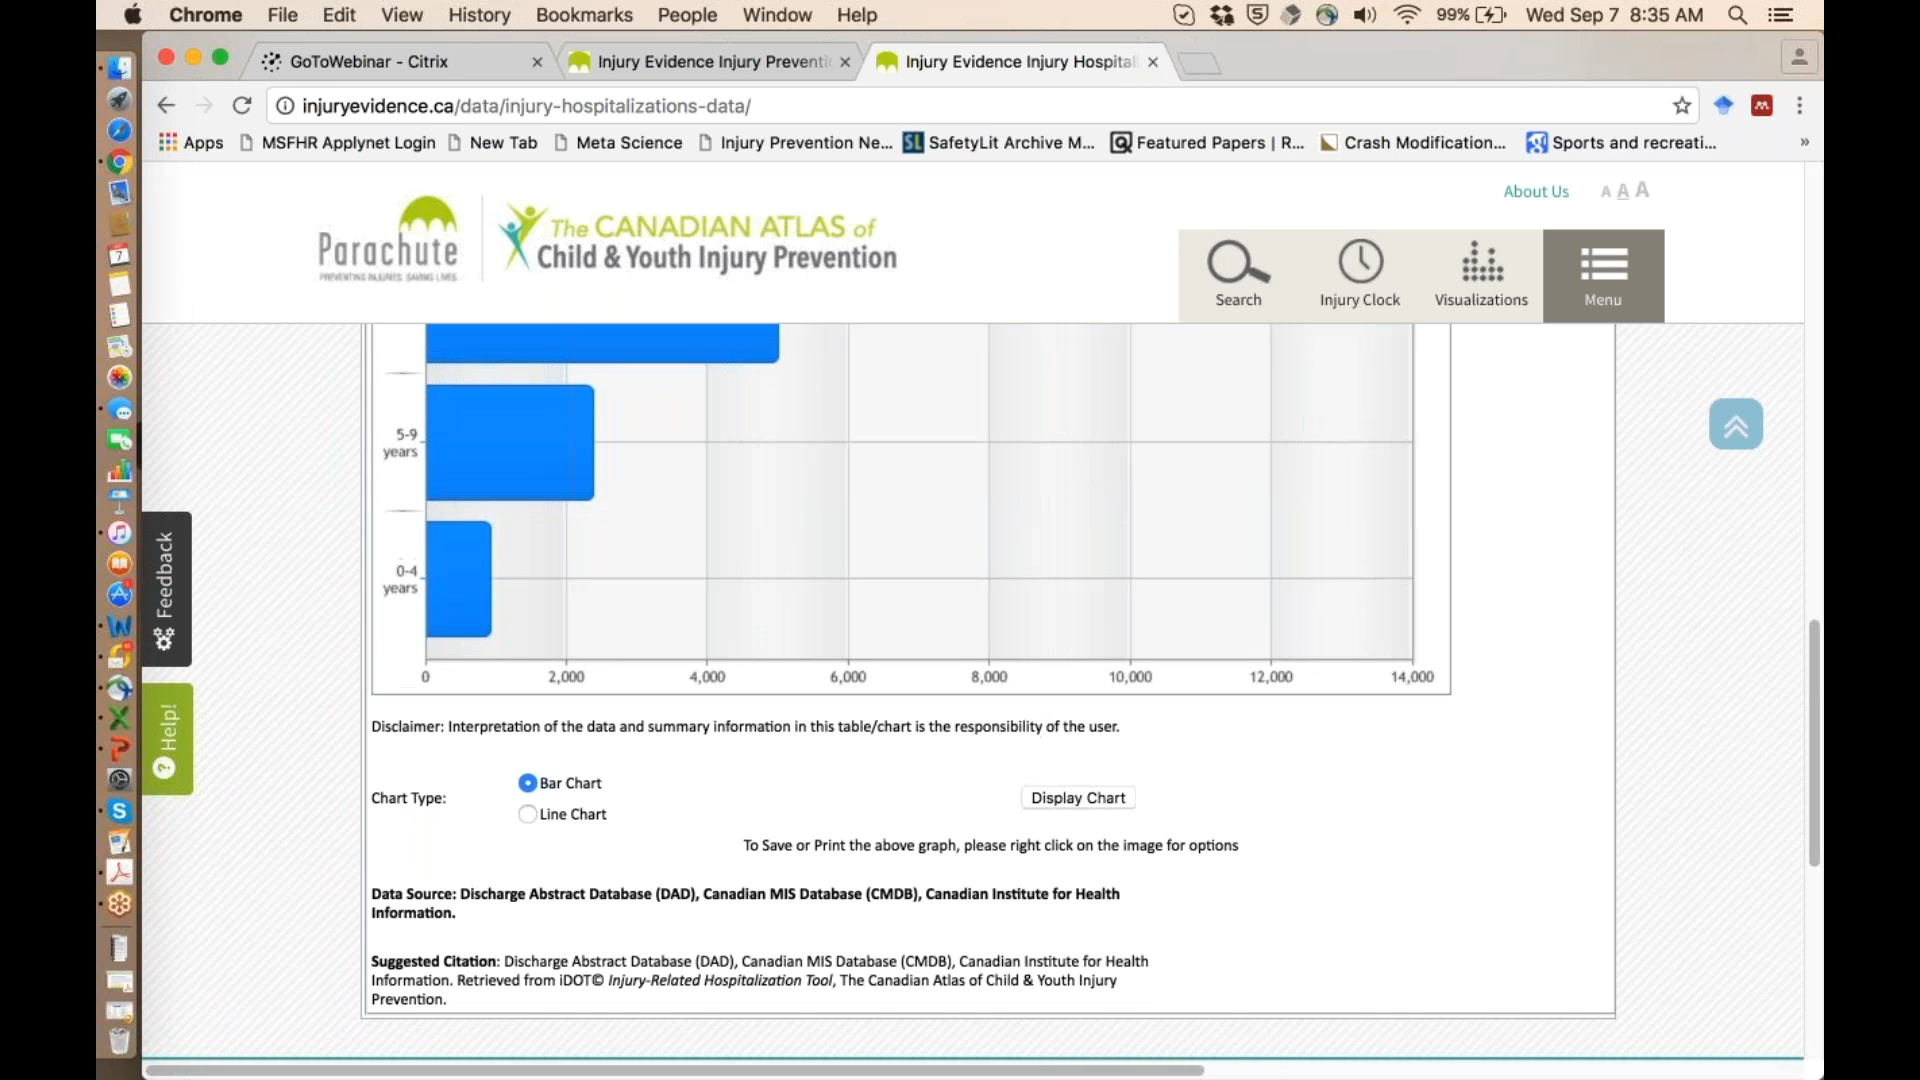 Chrome File Edit View History Bookmarks People Window Help 99% Wed Sep 7 8:35 AM
GoToWebinar - Citrix Injury Evidence Injury Preventi Injury Evidence Injury Hospital
injuryevidence.ca/data/injury-hospitalizations-data/
Apps MSFHR Applynet Login New Tab Meta Science Injury Prevention Ne... SL SafetyLit Archive M... Featured Papers | R... Crash Modification... Sports and recreati... »
About Us A A A
Parachute
PREVENTING INJURIES. SAVING LIVES.
The CANADIAN ATLAS of
Child & Youth Injury Prevention
Search Injury Clock Visualizations Menu
5-9
years
0-4
years
0 2,000 4,000 6,000 8,000 10,000 12,000 14,000
Feedback
Help!
Disclaimer: Interpretation of the data and summary information in this table/chart is the responsibility of the user.
Chart Type:
Bar Chart
Line Chart
Display Chart
To Save or Print the above graph, please right click on the image for options
Data Source: Discharge Abstract Database (DAD), Canadian MIS Database (CMDB), Canadian Institute for Health
Information.
Suggested Citation: Discharge Abstract Database (DAD), Canadian MIS Database (CMDB), Canadian Institute for Health
Information. Retrieved from iDOT© Injury-Related Hospitalization Tool, The Canadian Atlas of Child & Youth Injury
Prevention.